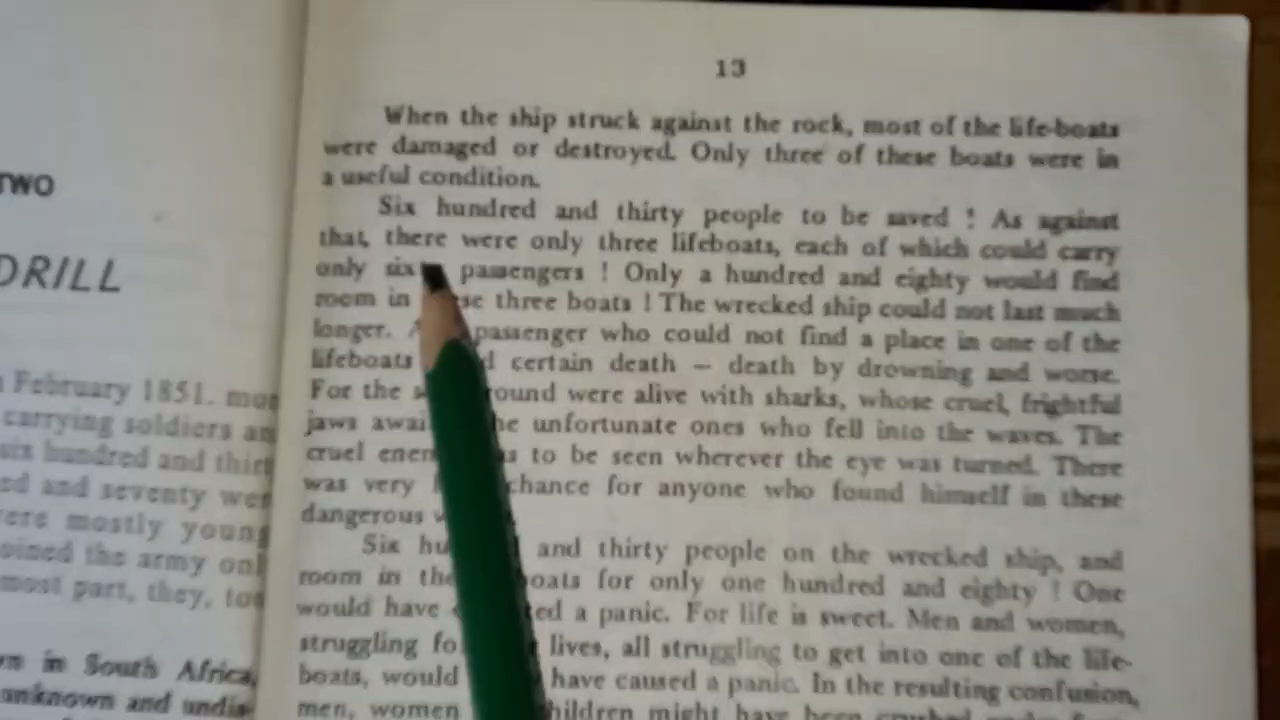 TWO
DRILL
February 1851.
carrying soldiers
six hundred and
and seventy
were mostly young
joined the army
most part, they,
in South Africa,
unknown and
13
When the ship struck against the rock, most of the life-boats
were damaged or destroyed. Only three of these boats were in
a useful condition.
Six hundred and thirty people to be saved ! As against
that, there were only three lifeboats, each of which could carry
only passengers ! Only a hundred and eighty would find
room in three boats ! The wrecked ship could not last much
longer. passenger who could not find a place in one of the
lifeboats certain death – death by drowning and worse.
For the were alive with sharks, whose cruel, frightful
jaws unfortunate ones who fell into the waves. The
cruel to be seen wherever the eye was turned. There
was very chance for anyone who found himself in these
dangerous
Six and thirty people on the wrecked ship, and
room in for only one hundred and eighty ! One
would have a panic. For life is sweet. Men and women,
struggling lives, all struggling to get into one of the life-
boats, would have caused a panic. In the resulting confusion,
men, women might have been